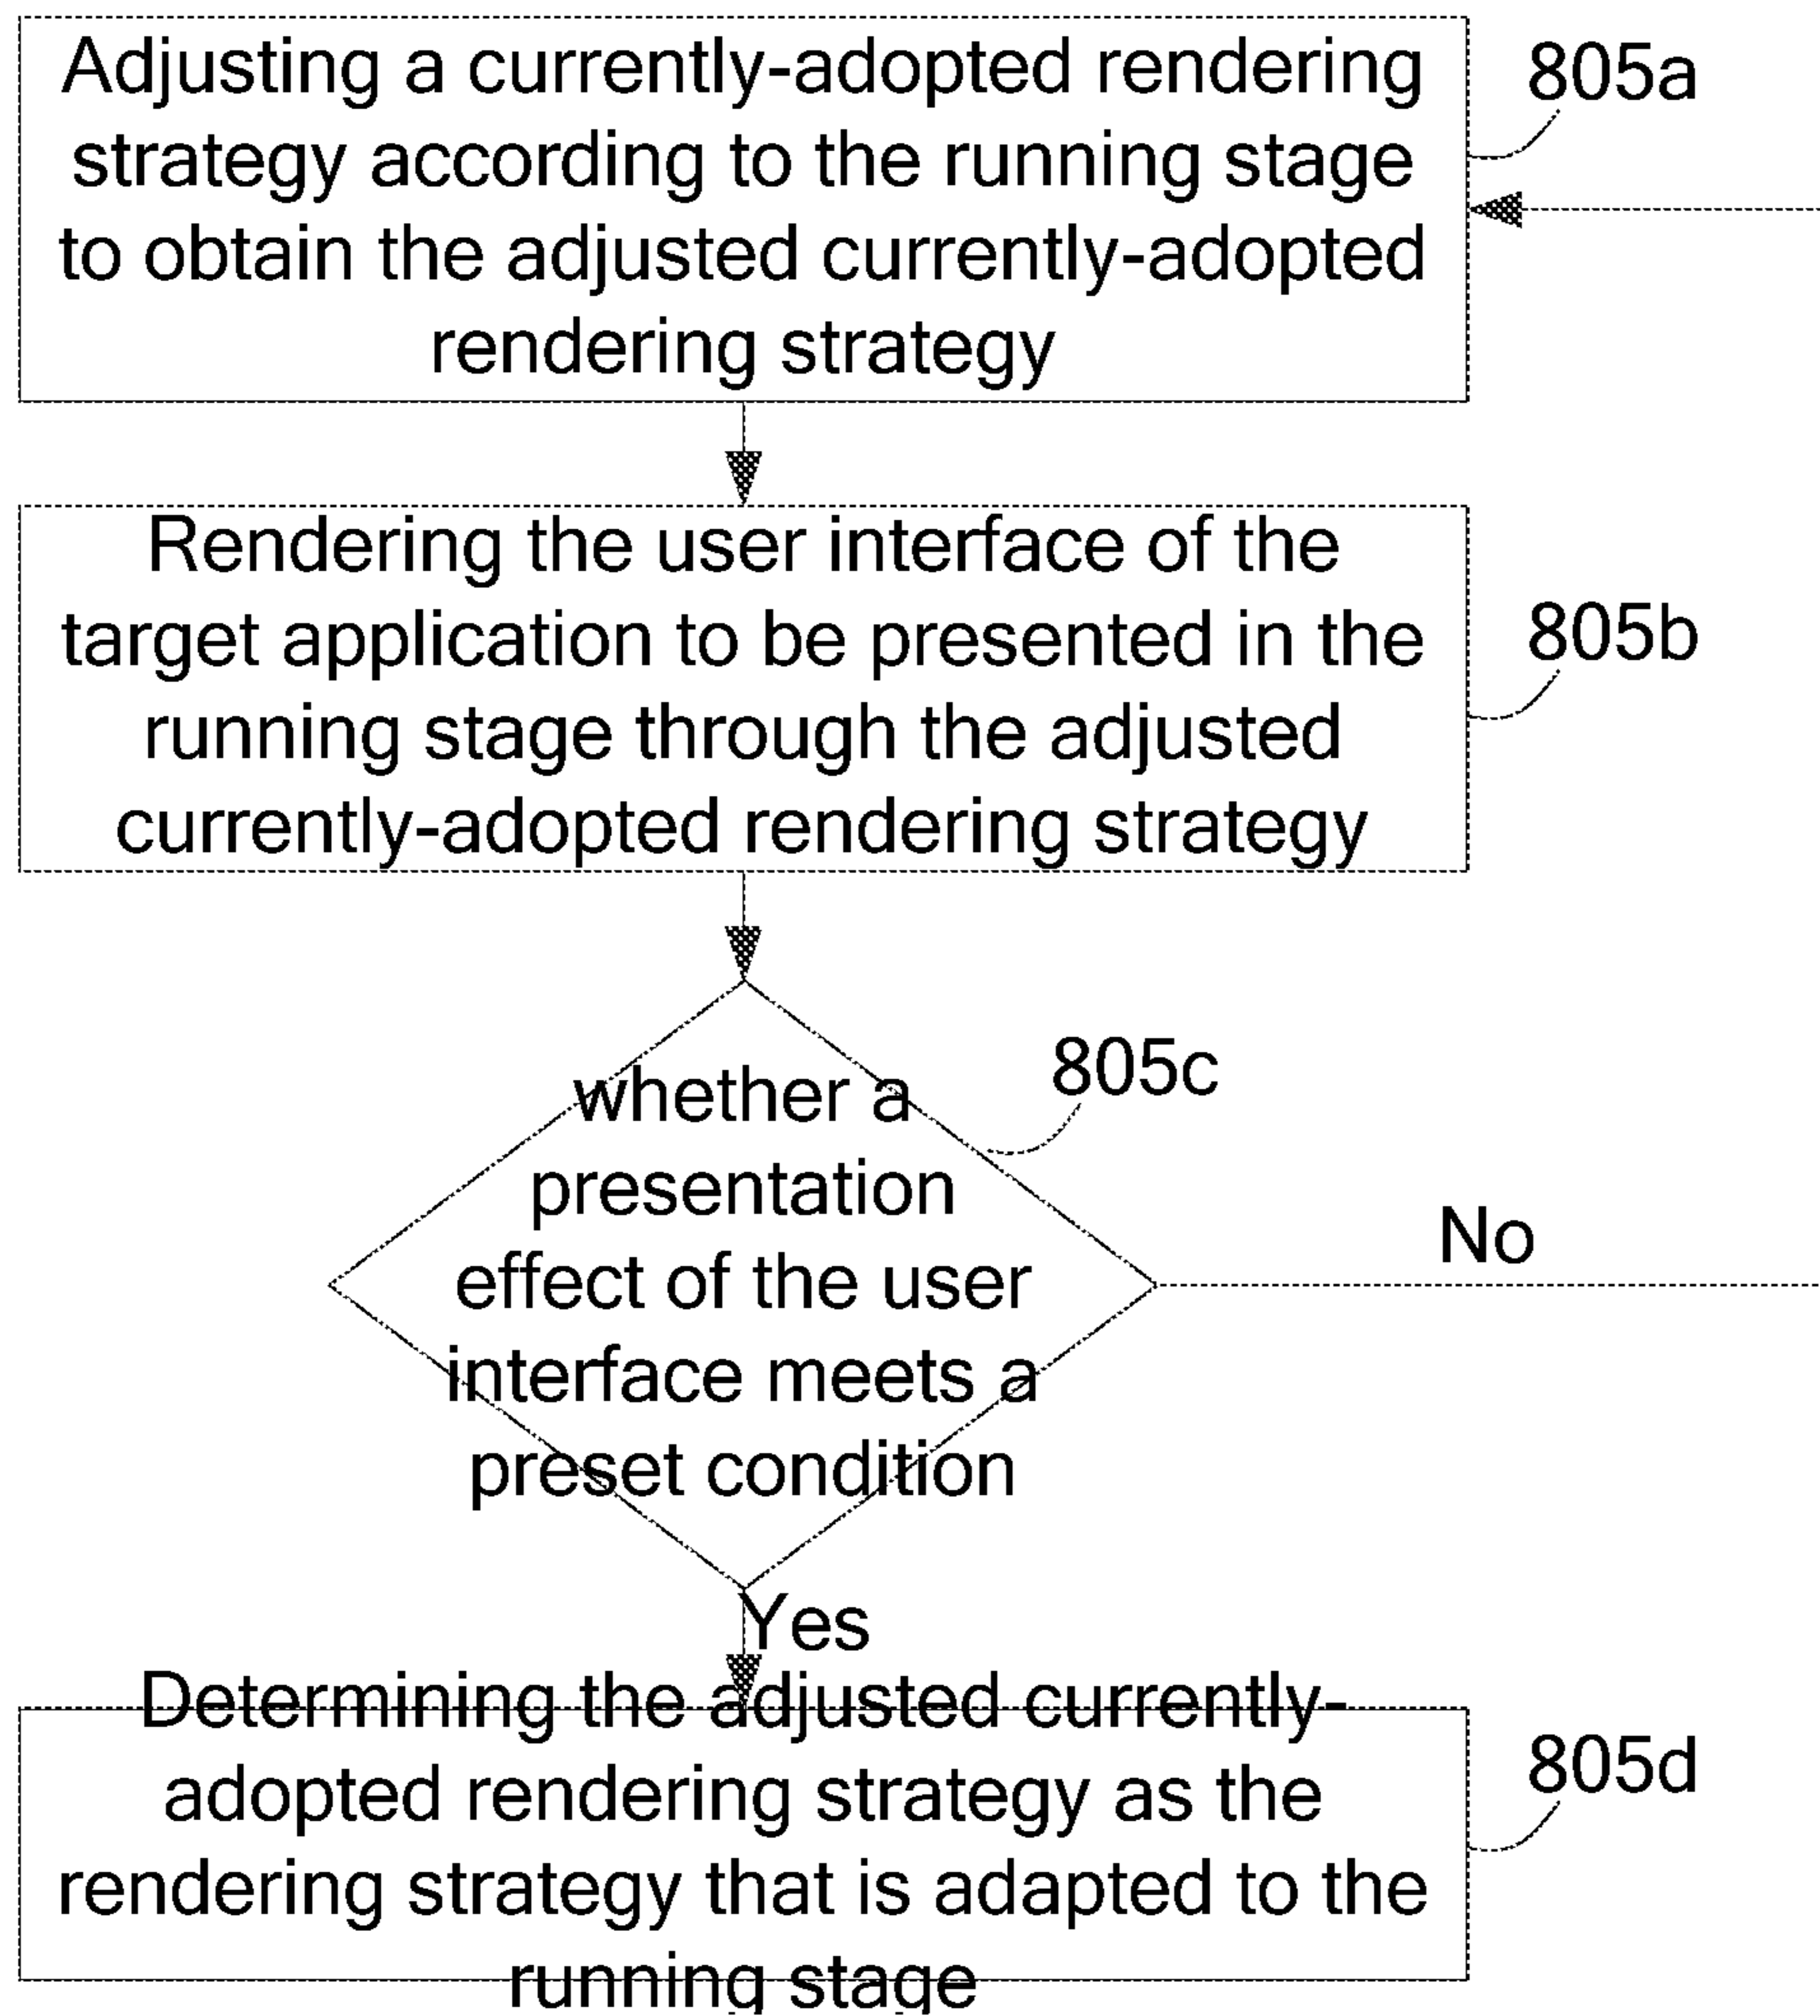 Adjusting a currently-adopted rendering
strategy according to the running stage
to obtain the adjusted currently-adopted
rendering strategy
805a
Rendering the user interface of the
target application to be presented in the
running stage through the adjusted
currently-adopted rendering strategy
805b
whether a
presentation
effect of the user
interface meets a
preset condition
805c
No
Yes
Determining the adjusted currently-
adopted rendering strategy as the
rendering strategy that is adapted to the
running stage
805d